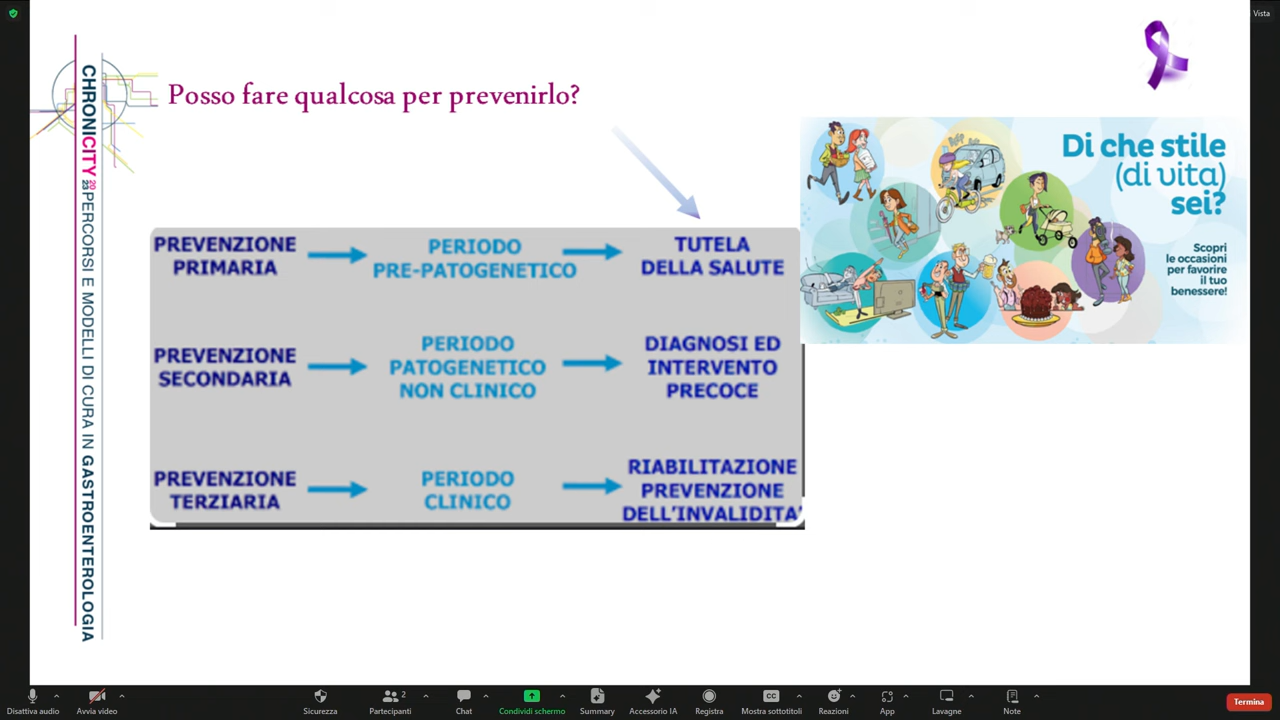 Vista
CHRONICITY 2023 PERCORSI E MODELLI DI CURA IN GASTROENTEROLOGIA
Posso fare qualcosa per prevenirlo?
Di che stile
(di vita)
sei?
Scopri
le occasioni
per favorire
il tuo
benessere!
PREVENZIONE
PRIMARIA
PERIODO
PRE-PATOGENETICO
TUTELA
DELLA SALUTE
PREVENZIONE
SECONDARIA
PERIODO
PATOGENETICO
NON CLINICO
DIAGNOSI ED
INTERVENTO
PRECOCE
PREVENZIONE
TERZIARIA
PERIODO
CLINICO
RIABILITAZIONE
PREVENZIONE
DELL'INVALIDITA'
Disattiva audio
Avvia video
Sicurezza
Partecipanti
2
Chat
Condividi schermo
Summary
Accessorio IA
Registra
CC
Mostra sottotitoli
Reazioni
App
Lavagne
Note
Termina